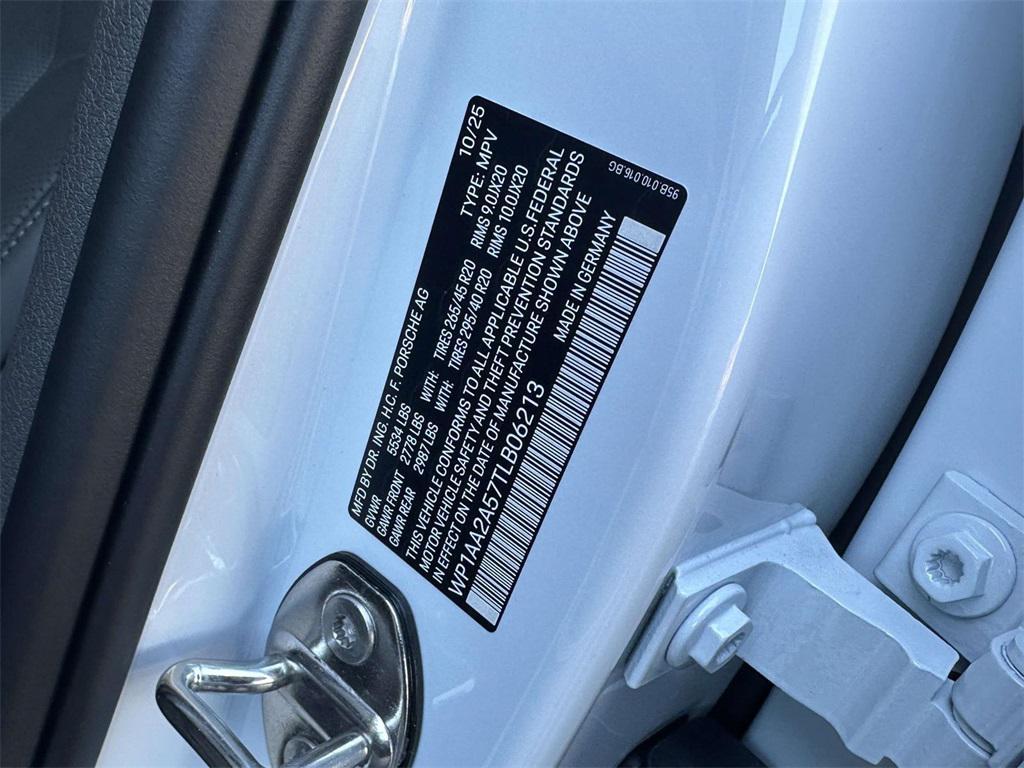 10/25
MFD BY DR. ING. H.C. F. PORSCHE AG TYPE: MPV
GVWR 5534 LBS
GAWR FRONT 2778 LBS WITH: TIRES 265/45 R20 RIMS 9.0JX20
GAWR REAR 2987 LBS WITH: TIRES 295/40 R20 RIMS 10.0JX20
THIS VEHICLE CONFORMS TO ALL APPLICABLE U.S.FEDERAL
MOTOR VEHICLE SAFETY AND THEFT PREVENTION STANDARDS
IN EFFECT ON THE DATE OF MANUFACTURE SHOWN ABOVE
WP1AA2A57TLB06213 MADE IN GERMANY
95B.010.016.BG